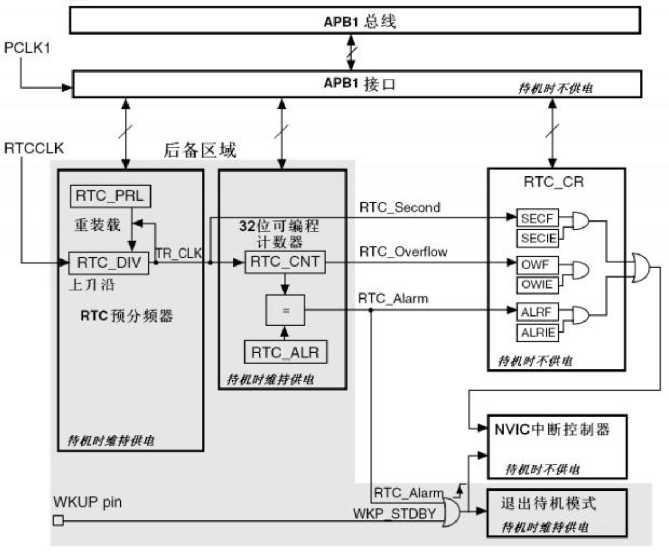 APB1 总线
PCLK1
APB1 接口
待机时不供电
RTCCLK
后备区域
RTC_PRL
重装载
RTC_DIV
TR_CLK
上升沿
RTC预分频器
待机时维持供电
32位可编程
计数器
RTC_CNT
=
RTC_ALR
待机时维持供电
RTC_Second
RTC_Overflow
RTC_Alarm
RTC_CR
SECF
SECIE
OWF
OWIE
ALRF
ALRIE
待机时不供电
NVIC中断控制器
待机时不供电
WKUP pin
RTC_Alarm
WKP_STDBY
退出待机模式
待机时维持供电